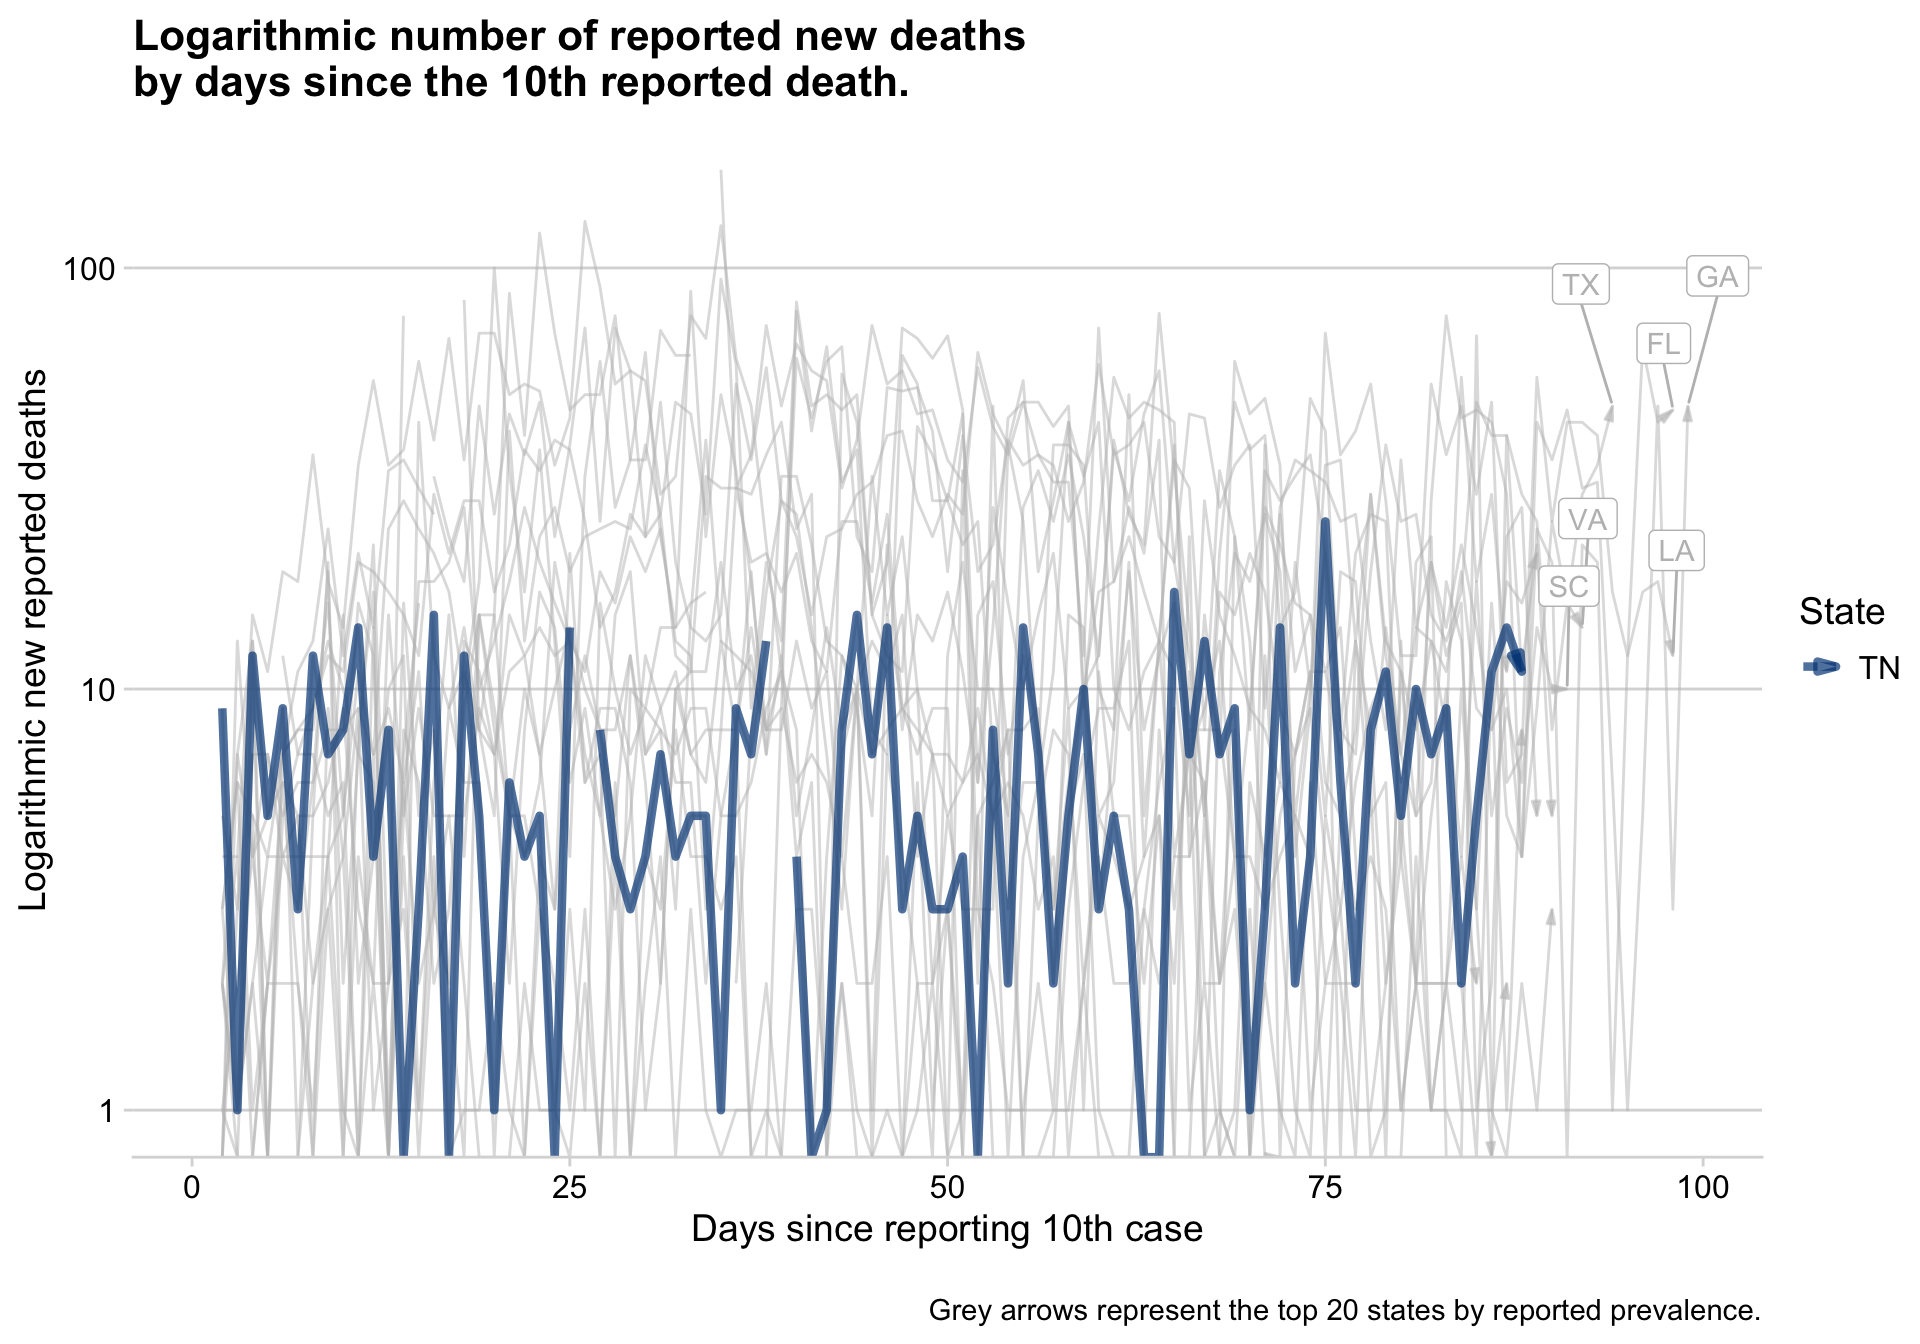 Logarithmic number of reported new deaths
by days since the 10th reported death.
Logarithmic new reported deaths
100
10
1
TX
GA
FL
VA
LA
SC
State
TN
0
25
50
75
100
Days since reporting 10th case
Grey arrows represent the top 20 states by reported prevalence.